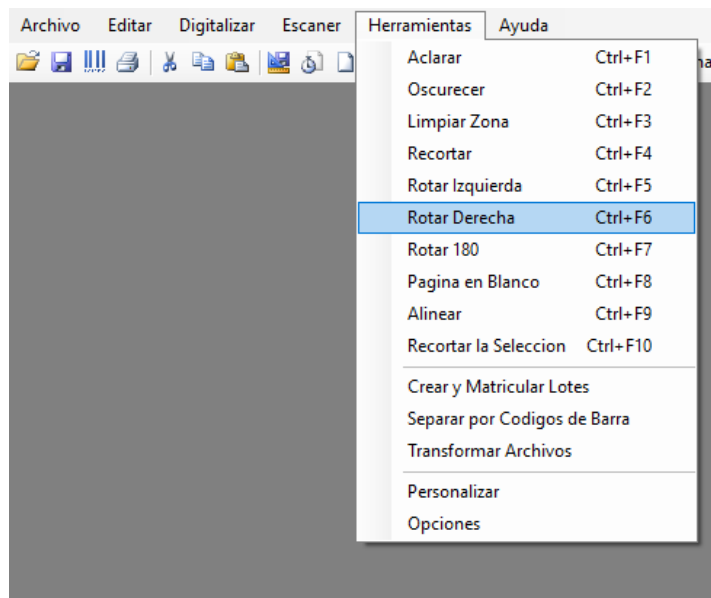 Archivo Editar Digitalizar Escaner Herramientas Ayuda
Aclarar Ctrl+F1
Oscurecer Ctrl+F2
Limpiar Zona Ctrl+F3
Recortar Ctrl+F4
Rotar Izquierda Ctrl+F5
Rotar Derecha Ctrl+F6
Rotar 180 Ctrl+F7
Pagina en Blanco Ctrl+F8
Alinear Ctrl+F9
Recortar la Seleccion Ctrl+F10
Crear y Matricular Lotes
Separar por Codigos de Barra
Transformar Archivos
Personalizar
Opciones